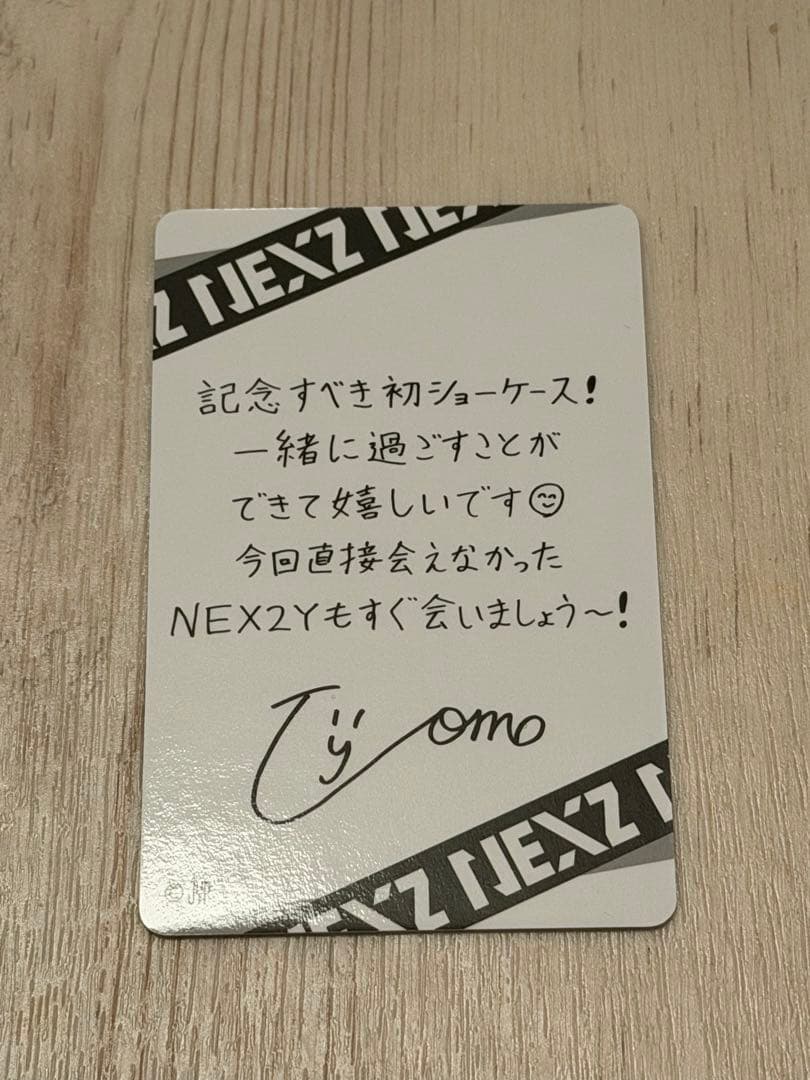 NEXZ NEXZ
記念すべき初ショーケース!
一緒に過ごすことが
できて嬉しいです😊
今回直接会えなかった
NEX2Yもすぐ会いましょう〜!
Tomo
NEXZ NEXZ N
© JYP